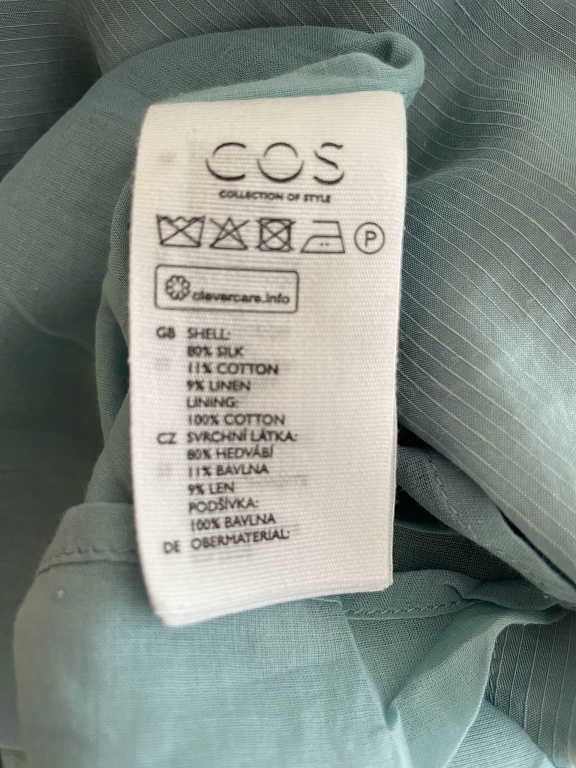 COS
COLLECTION OF STYLE
P
clevercare.info
GB SHELL:
80% SILK
11% COTTON
9% LINEN
LINING:
100% COTTON
CZ SVRCHNÍ LÁTKA:
80% HEDVÁBÍ
11% BAVLNA
9% LEN
PODŠÍVKA:
100% BAVLNA
DE OBERMATERIAL: